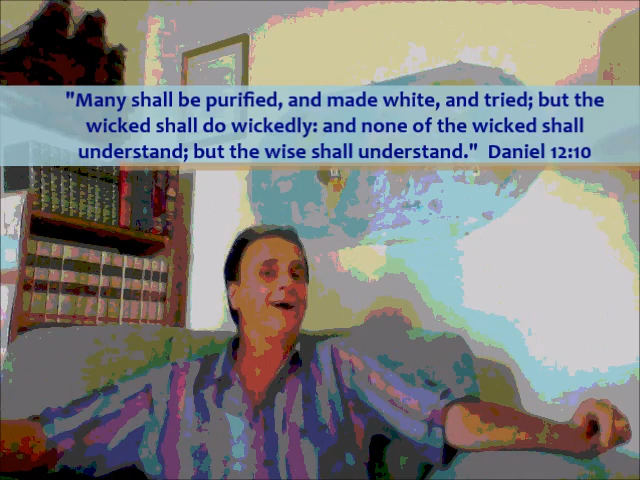 "Many shall be purified, and made white, and tried; but the
wicked shall do wickedly: and none of the wicked shall
understand; but the wise shall understand."  Daniel 12:10